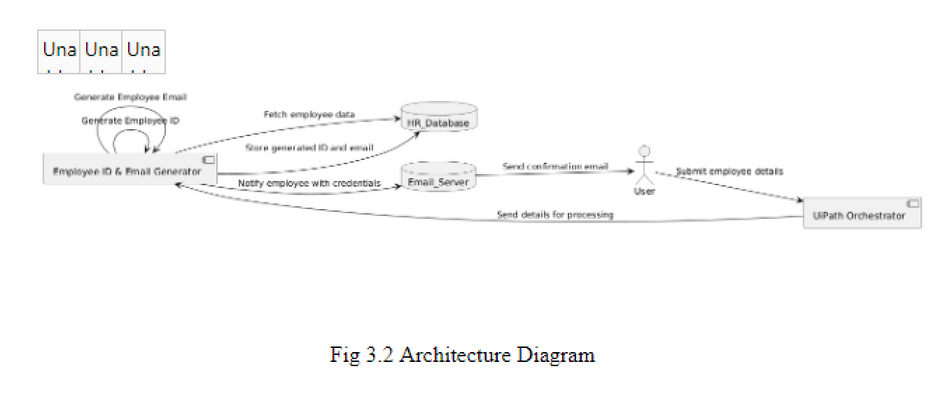 Una Una Una
Generate Employee Email
Generate Employee ID
Fetch employee data
HR_Database
Store generated ID and email
Employee ID & Email Generator
Notify employee with credentials
Email_Server
Send confirmation email
User
Submit employee details
Send details for processing
UiPath Orchestrator
Fig 3.2 Architecture Diagram